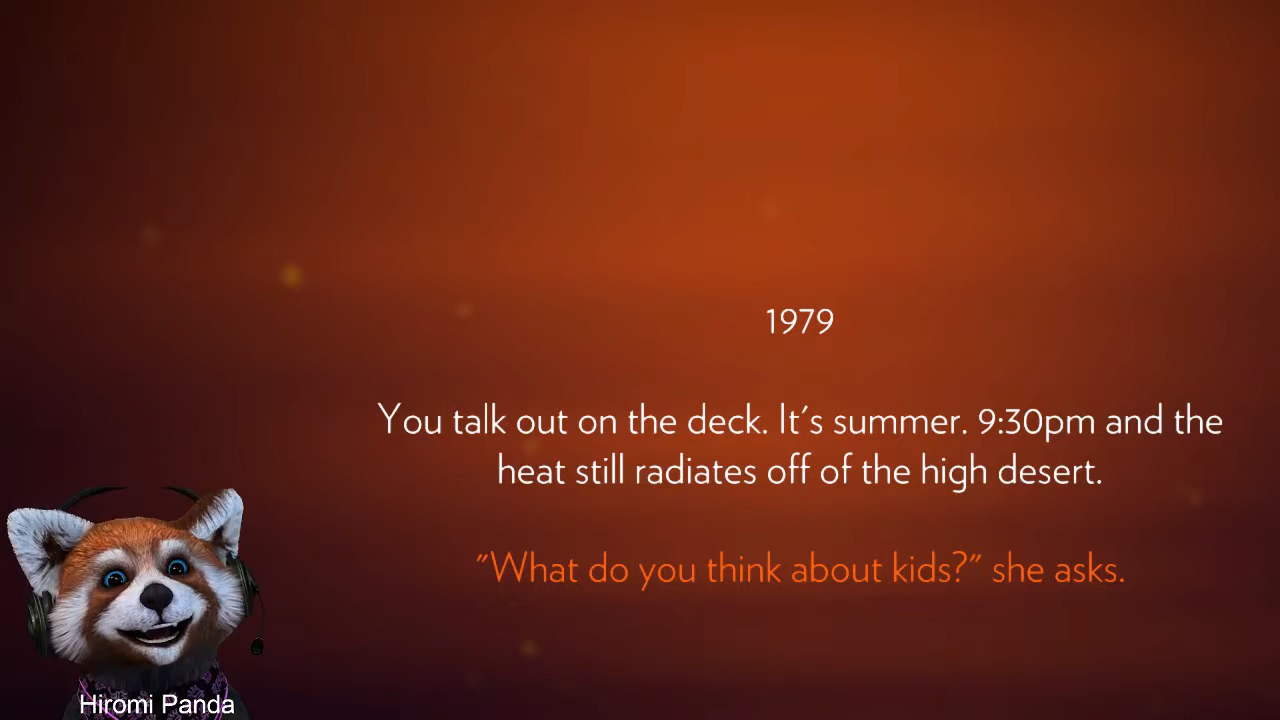 1979
You talk out on the deck. It's summer. 9:30pm and the
heat still radiates off of the high desert.
"What do you think about kids?" she asks.
Hiromi Panda